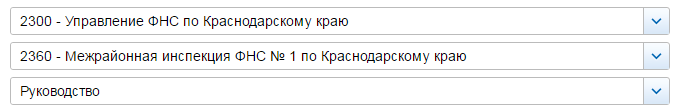 2300 - Управление ФНС по Краснодарскому краю
2360 - Межрайонная инспекция ФНС № 1 по Краснодарскому краю
Руководство